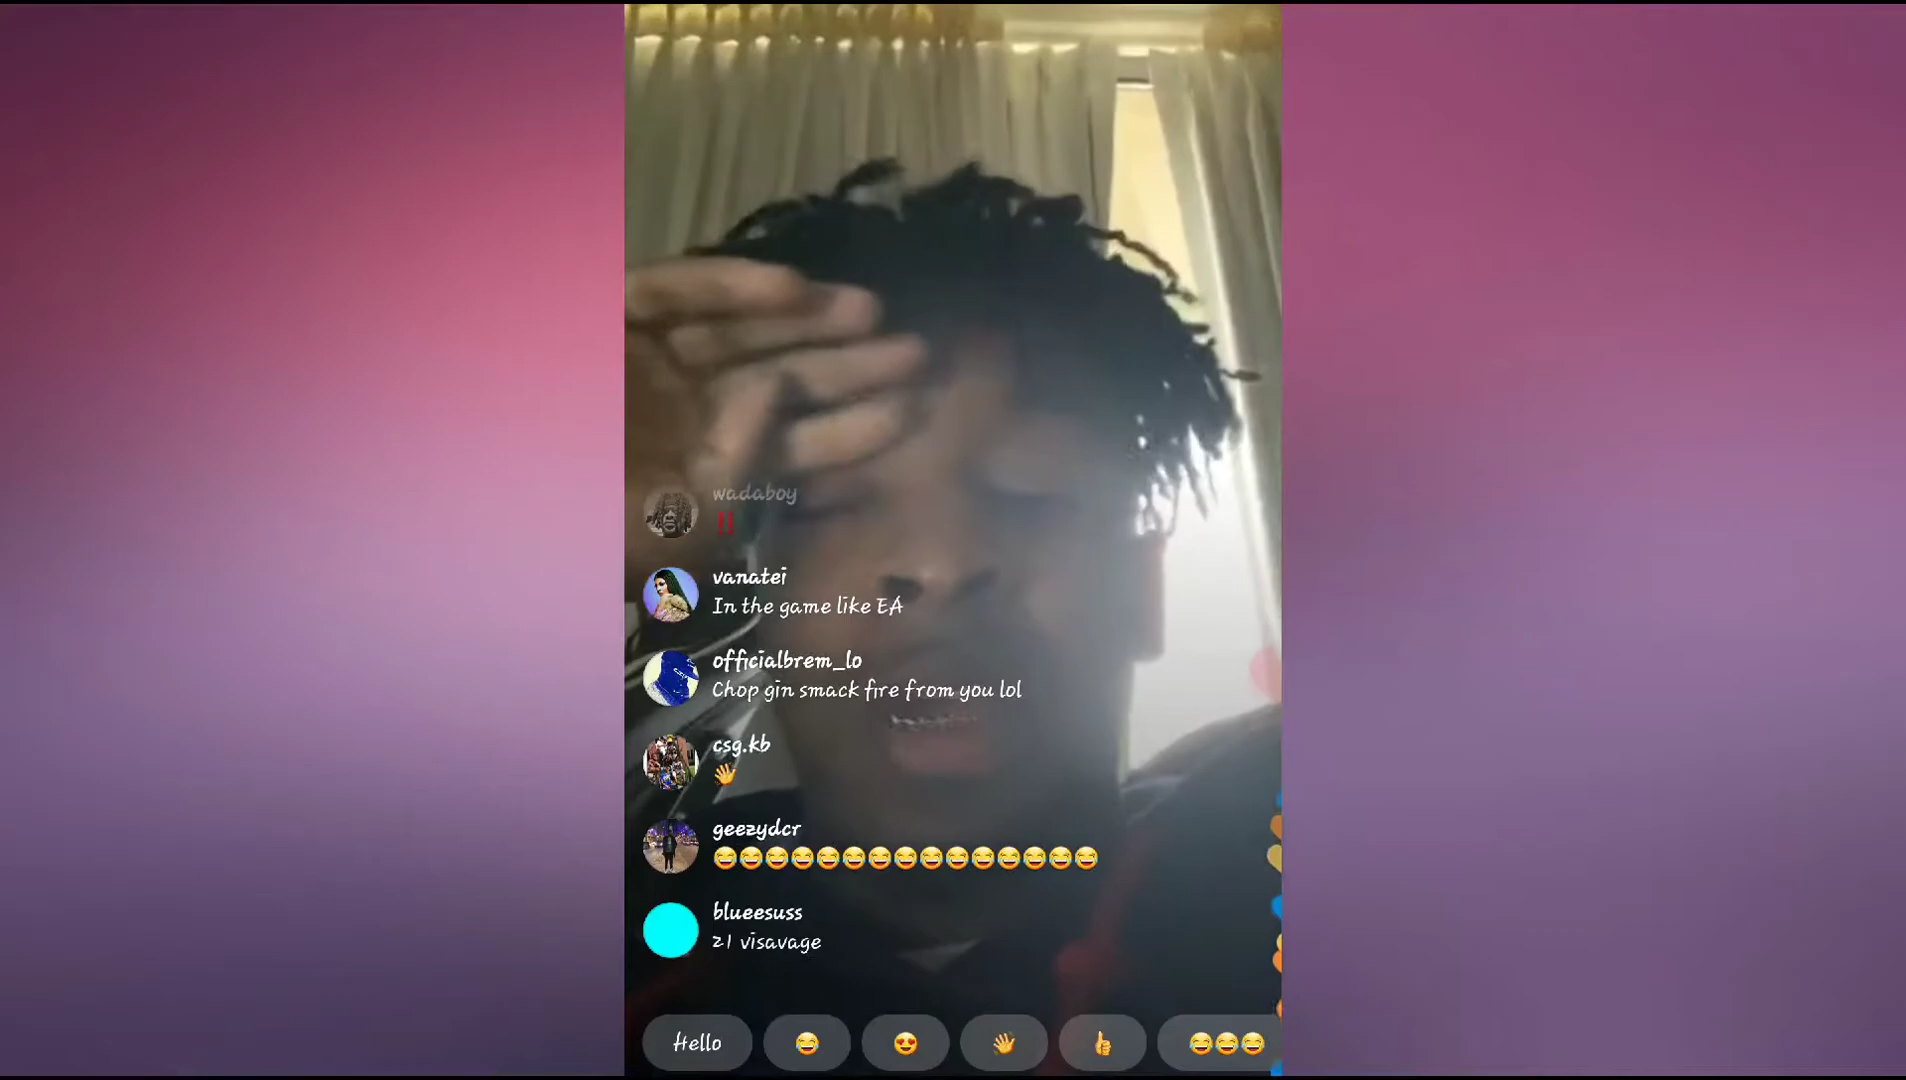 wadaboy
‼️
vanatei
In the game like EA
officialbrem_lo
Chop gin smack fire from you lol
csg.kb
👋
geezydcr
😂😂😂😂😂😂😂😂😂😂😂😂😂😂😂
blueesuss
21 visavage
Hello 😂 😍 👋 👍 😂😂😂